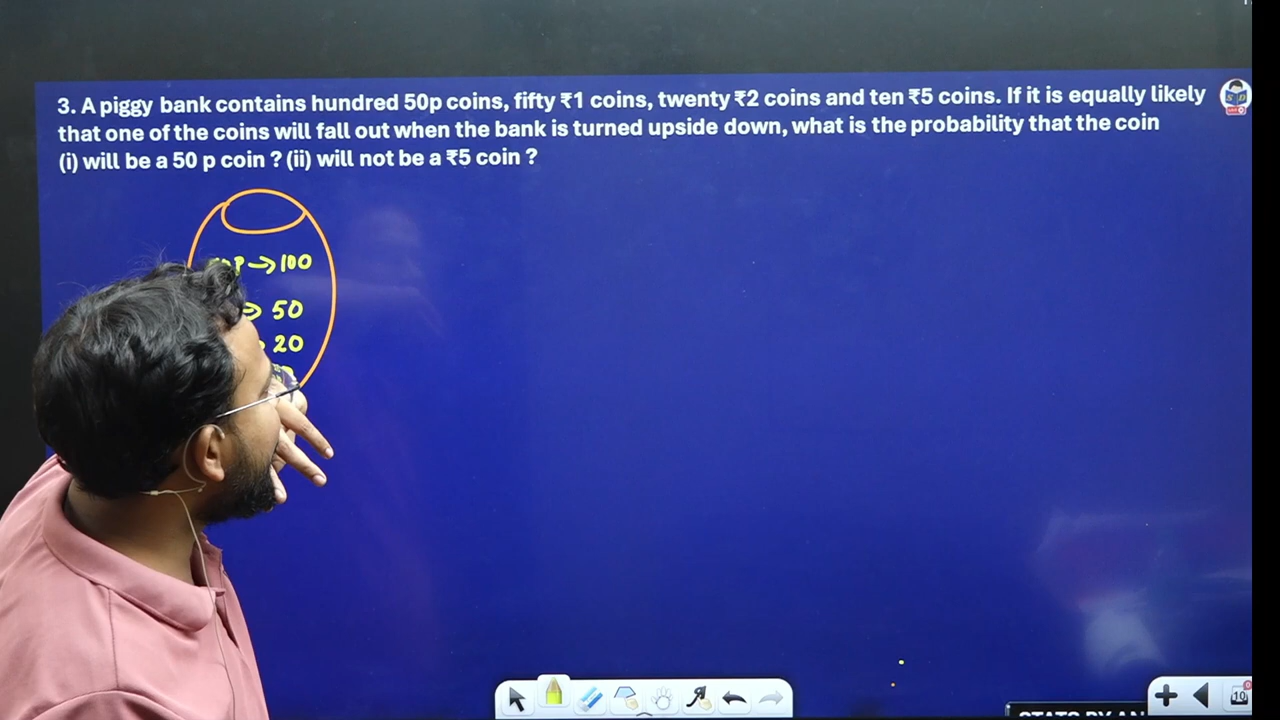 3. A piggy bank contains hundred 50p coins, fifty ₹1 coins, twenty ₹2 coins and ten ₹5 coins. If it is equally likely
that one of the coins will fall out when the bank is turned upside down, what is the probability that the coin
(i) will be a 50 p coin ? (ii) will not be a ₹5 coin ?
→100
50
20
10